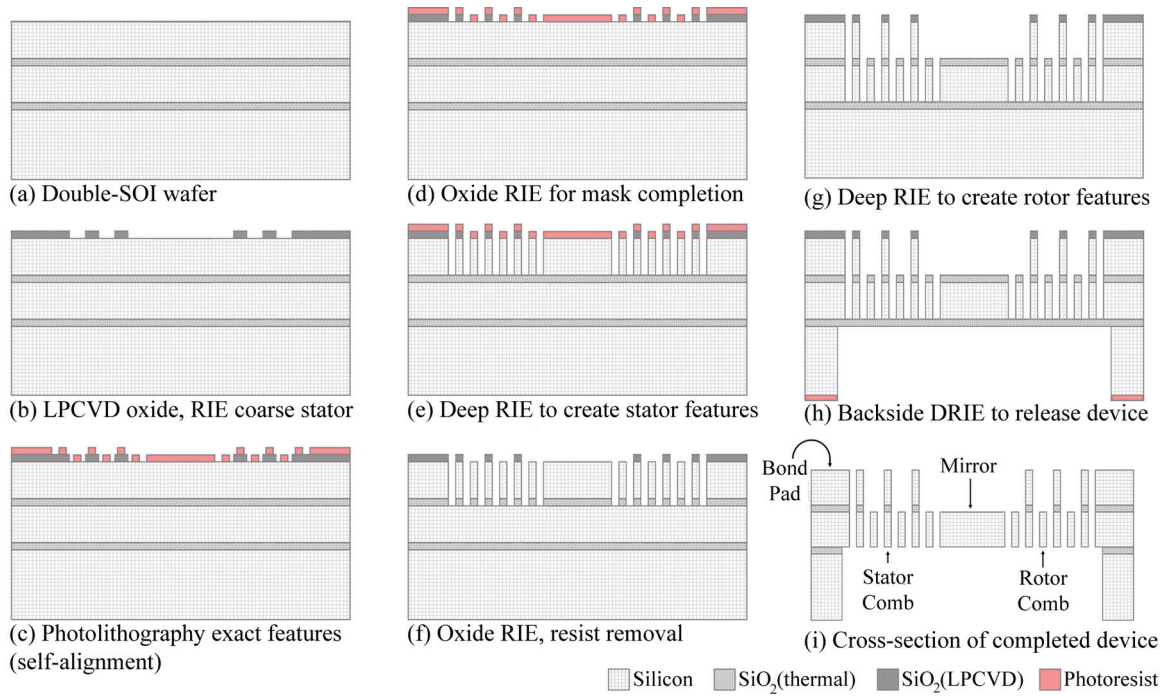 (a) Double-SOI wafer
(b) LPCVD oxide, RIE coarse stator
(c) Photolithography exact features
(self-alignment)
(d) Oxide RIE for mask completion
(e) Deep RIE to create stator features
(f) Oxide RIE, resist removal
(g) Deep RIE to create rotor features
(h) Backside DRIE to release device
Bond
Pad
Mirror
Stator
Comb
Rotor
Comb
(i) Cross-section of completed device
Silicon
SiO₂(thermal)
SiO₂(LPCVD)
Photoresist